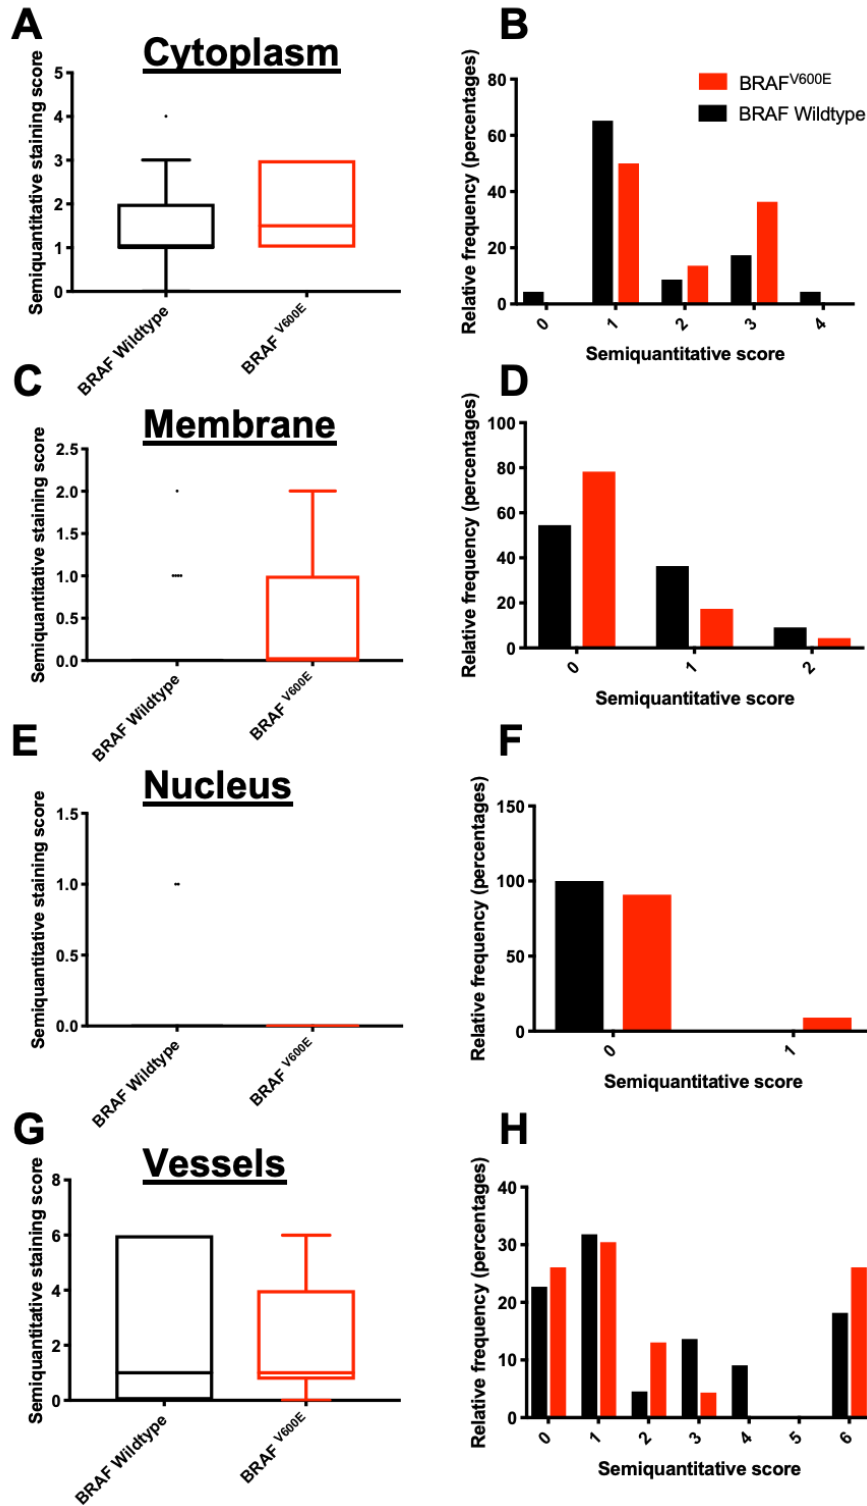 A
Cytoplasm
Semiquantitative staining score
5
4
3
2
1
0
BRAF Wildtype
BRAF V600E
B
Relative frequency (percentages)
80
60
40
20
0
BRAFV600E
BRAF Wildtype
0
1
2
3
4
Semiquantitative score
C
Membrane
Semiquantitative staining score
2.5
2.0
1.5
1.0
0.5
0.0
BRAF Wildtype
BRAF V600E
D
Relative frequency (percentages)
100
80
60
40
20
0
0
1
2
Semiquantitative score
E
Nucleus
Semiquantitative staining score
1.5
1.0
0.5
0.0
BRAF Wildtype
BRAF V600E
F
Relative frequency (percentages)
150
100
50
0
0
1
Semiquantitative score
G
Vessels
Semiquantitative staining score
8
6
4
2
0
BRAF Wildtype
BRAF V600E
H
Relative frequency (percentages)
40
30
20
10
0
0
1
2
3
4
5
6
Semiquantitative score